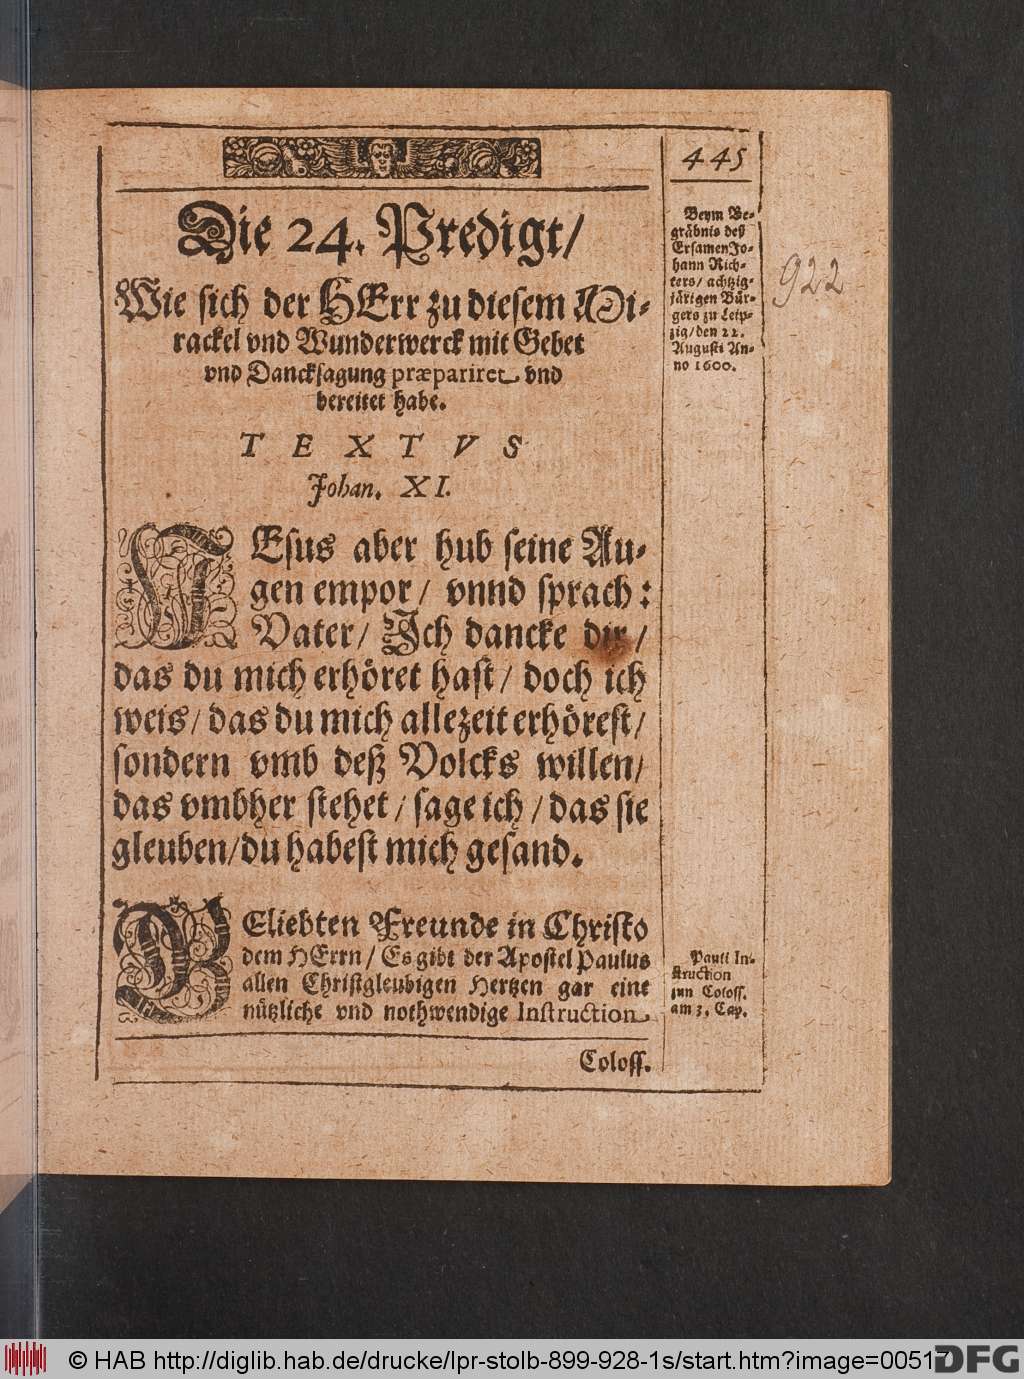 445
Die 24. Predigt/
Wie sich der HErr zu diesem Mi-
rackel vnd Wunderwerck mit Gebet
vnd Dancksagung præpariret vnd
bereitet habe.
TEXTVS
Johan. XI.
JEsus aber hub seine Au-
gen empor/ vnnd sprach:
Vater/ Ich dancke dir/
das du mich erhöret hast/ doch ich
weis/ das du mich allezeit erhörest/
sondern vmb deß Volcks willen/
das vmbher stehet/ sage ich/ das sie
gleuben/ du habest mich gesand.
GEliebten Freunde in Christo
dem HErrn/ Es gibt der Apostel Paulus
allen Christgleubigen Hertzen gar eine
nützliche vnd nothwendige Instruction
Coloss.
Beym Be-
gräbnis deß
Ersamen Jo-
hann Rich-
ters/ achtzig-
järigen Bür-
gers zu Leip-
zig/ den 22.
Augusti An-
no 1600.
922
Pauli In-
struction
zun Coloss.
am 3. Cap.
© HAB http://diglib.hab.de/drucke/lpr-stolb-899-928-1s/start.htm?image=00517
DFG